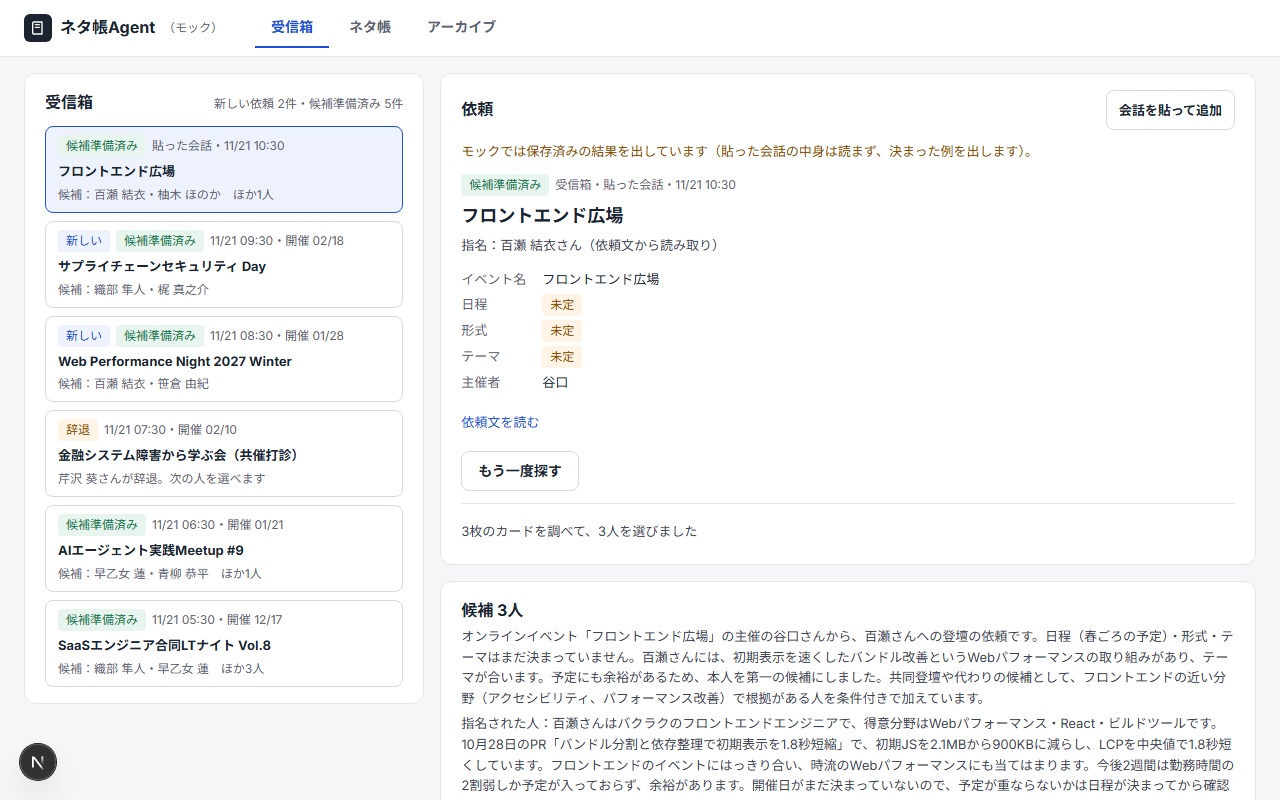 ネタ帳Agent （モック） 受信箱 ネタ帳 アーカイブ
受信箱 新しい依頼 2件・候補準備済み 5件
候補準備済み 貼った会話・11/21 10:30
フロントエンド広場
候補：百瀬 結衣・柚木 ほのか ほか1人
新しい 候補準備済み 11/21 09:30・開催 02/18
サプライチェーンセキュリティ Day
候補：織部 隼人・梶 真之介
新しい 候補準備済み 11/21 08:30・開催 01/28
Web Performance Night 2027 Winter
候補：百瀬 結衣・笹倉 由紀
辞退 11/21 07:30・開催 02/10
金融システム障害から学ぶ会（共催打診）
芹沢 葵さんが辞退。次の人を選べます
候補準備済み 11/21 06:30・開催 01/21
AIエージェント実践Meetup #9
候補：早乙女 蓮・青柳 恭平 ほか1人
候補準備済み 11/21 05:30・開催 12/17
SaaSエンジニア合同LTナイト Vol.8
候補：織部 隼人・早乙女 蓮 ほか3人
依頼 会話を貼って追加
モックでは保存済みの結果を出しています（貼った会話の中身は読まず、決まった例を出します）。
候補準備済み 受信箱・貼った会話・11/21 10:30
フロントエンド広場
指名：百瀬 結衣さん（依頼文から読み取り）
イベント名 フロントエンド広場
日程 未定
形式 未定
テーマ 未定
主催者 谷口
依頼文を読む
もう一度探す
3枚のカードを調べて、3人を選びました
候補 3人
オンラインイベント「フロントエンド広場」の主催の谷口さんから、百瀬さんへの登壇の依頼です。日程（春ごろの予定）・形式・テ
ーマはまだ決まっていません。百瀬さんには、初期表示を速くしたバンドル改善というWebパフォーマンスの取り組みがあり、テー
マが合います。予定にも余裕があるため、本人を第一の候補にしました。共同登壇や代わりの候補として、フロントエンドの近い分
野（アクセシビリティ、パフォーマンス改善）で根拠がある人を条件付きで加えています。
指名された人：百瀬さんはバクラクのフロントエンドエンジニアで、得意分野はWebパフォーマンス・React・ビルドツールです。
10月28日のPR「バンドル分割と依存整理で初期表示を1.8秒短縮」で、初期JSを2.1MBから900KBに減らし、LCPを中央値で1.8秒短
くしています。フロントエンドのイベントにはっきり合い、時流のWebパフォーマンスにも当てはまります。今後2週間は勤務時間の
2割弱しか予定が入っておらず、余裕があります。開催日がまだ決まっていないので、予定が重ならないかは日程が決まってから確認
N